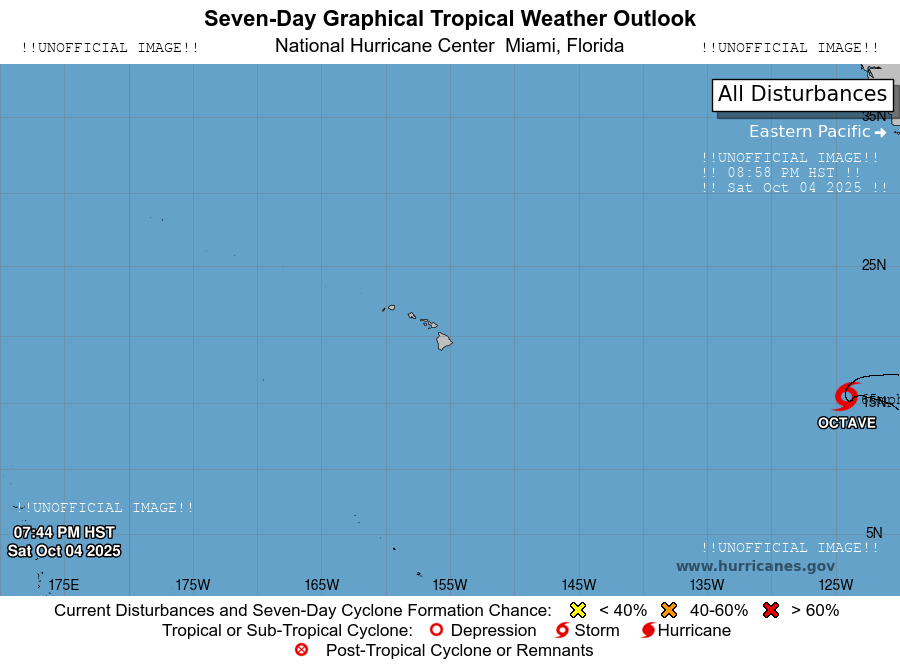 Seven-Day Graphical Tropical Weather Outlook
!!UNOFFICIAL IMAGE!! National Hurricane Center Miami, Florida !!UNOFFICIAL IMAGE!!
All Disturbances
35N
Eastern Pacific
!!UNOFFICIAL IMAGE!!
!! 08:58 PM HST !!
!! Sat Oct 04 2025 !!
25N
15N
OCTAVE
!!UNOFFICIAL IMAGE!!
07:44 PM HST
Sat Oct 04 2025
5N
!!UNOFFICIAL IMAGE!!
www.hurricanes.gov
175E 175W 165W 155W 145W 135W 125W
Current Disturbances and Seven-Day Cyclone Formation Chance: < 40% 40-60% > 60%
Tropical or Sub-Tropical Cyclone: Depression Storm Hurricane
Post-Tropical Cyclone or Remnants